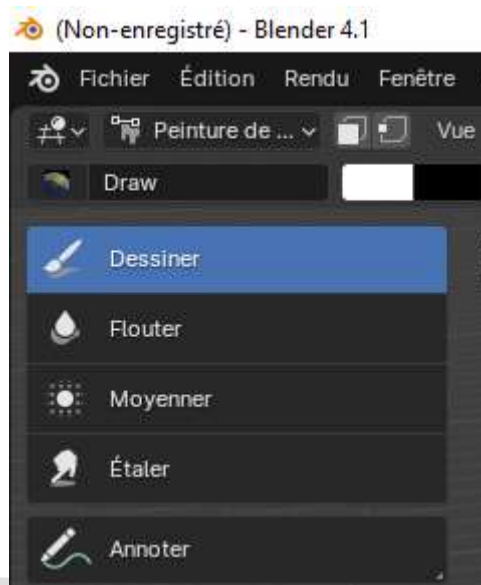 (Non-enregistré) - Blender 4.1
Fichier Édition Rendu Fenêtre
Peinture de ... Vue
Draw
Dessiner
Flouter
Moyenner
Étaler
Annoter